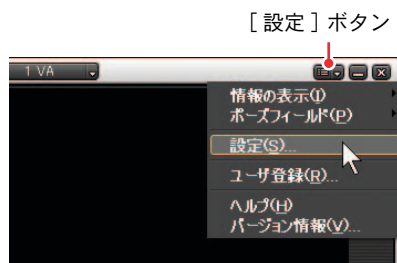 ［設定］ボタン
1 VA
情報の表示(I)
ポーズフィールド(P)
設定(S)...
ユーザ登録(R)...
ヘルプ(H)
バージョン情報(V)...